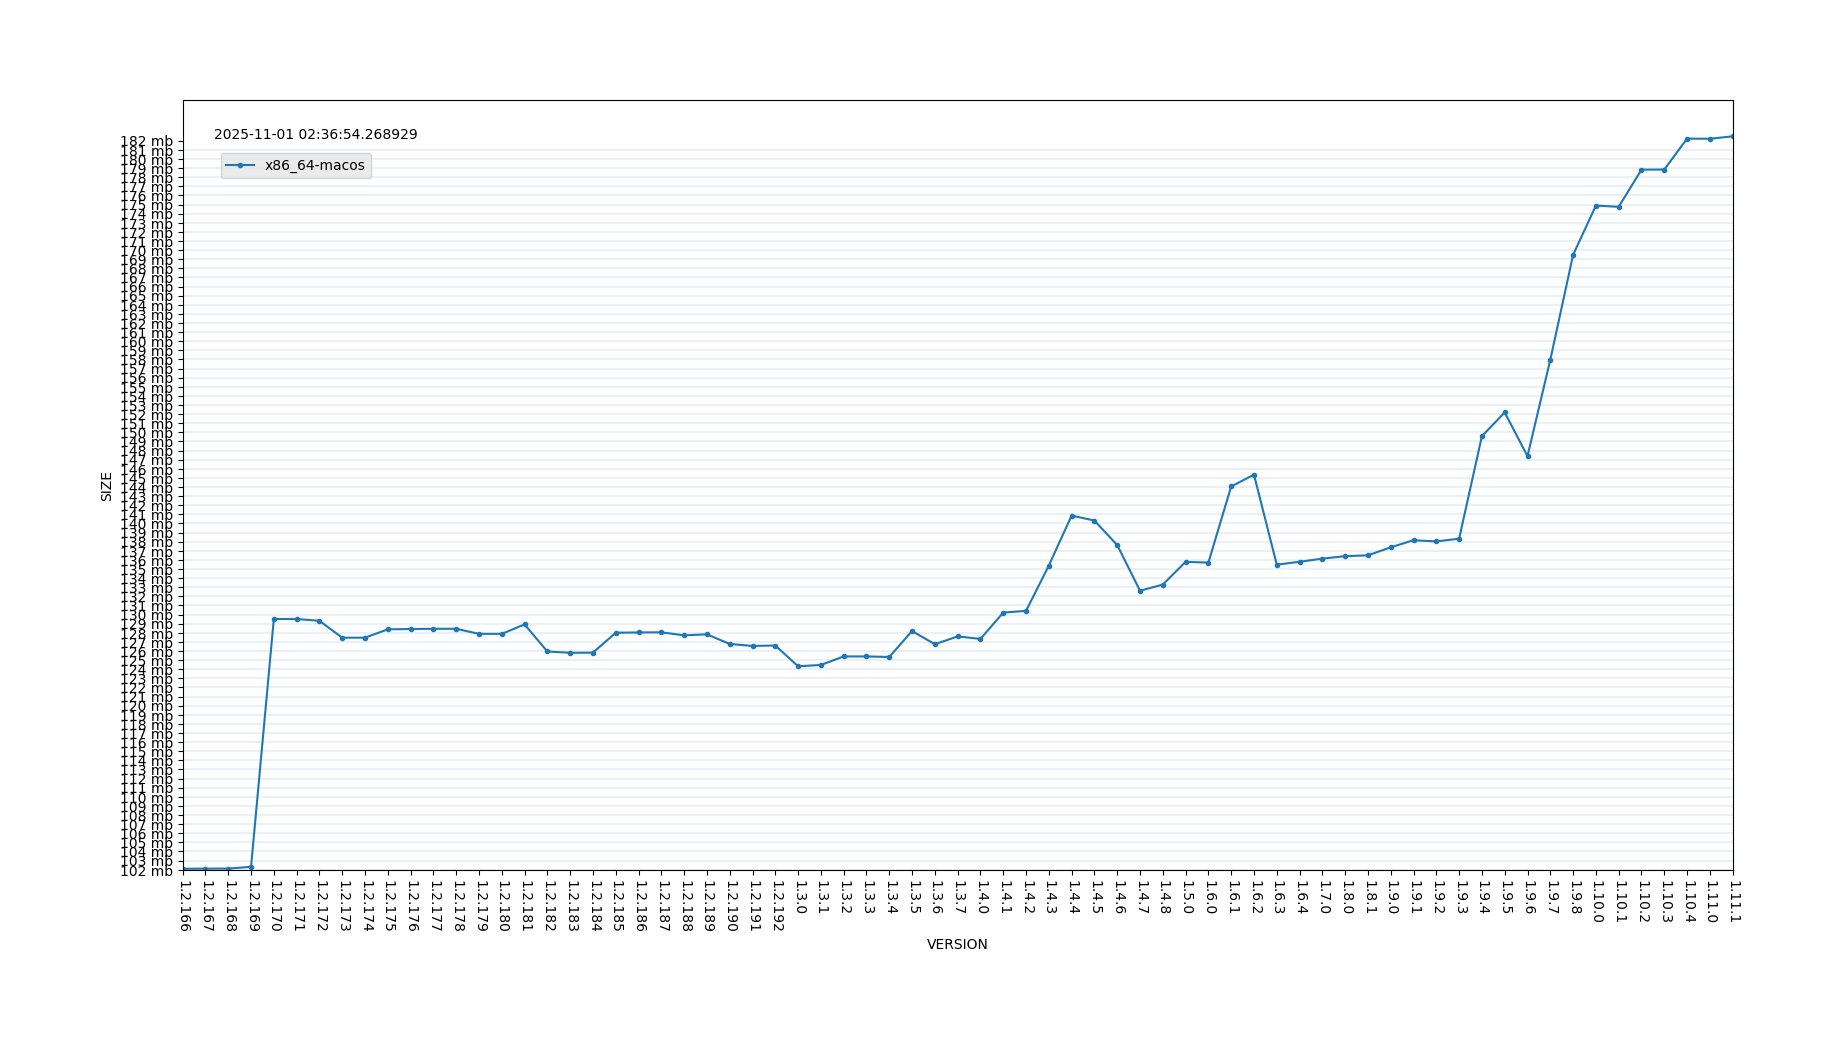 2025-11-01 02:36:54.268929
x86_64-macos
182 mb
181 mb
180 mb
179 mb
178 mb
177 mb
176 mb
175 mb
174 mb
173 mb
172 mb
171 mb
170 mb
169 mb
168 mb
167 mb
166 mb
165 mb
164 mb
163 mb
162 mb
161 mb
160 mb
159 mb
158 mb
157 mb
156 mb
155 mb
154 mb
153 mb
152 mb
151 mb
150 mb
149 mb
148 mb
147 mb
146 mb
145 mb
144 mb
143 mb
142 mb
141 mb
140 mb
139 mb
138 mb
137 mb
136 mb
135 mb
134 mb
133 mb
132 mb
131 mb
130 mb
129 mb
128 mb
127 mb
126 mb
125 mb
124 mb
123 mb
122 mb
121 mb
120 mb
119 mb
118 mb
117 mb
116 mb
115 mb
114 mb
113 mb
112 mb
111 mb
110 mb
109 mb
108 mb
107 mb
106 mb
105 mb
104 mb
103 mb
102 mb
SIZE
1.2.166
1.2.167
1.2.168
1.2.169
1.2.170
1.2.171
1.2.172
1.2.173
1.2.174
1.2.175
1.2.176
1.2.177
1.2.178
1.2.179
1.2.180
1.2.181
1.2.182
1.2.183
1.2.184
1.2.185
1.2.186
1.2.187
1.2.188
1.2.189
1.2.190
1.2.191
1.2.192
1.3.0
1.3.1
1.3.2
1.3.3
1.3.4
1.3.5
1.3.6
1.3.7
1.4.0
1.4.1
1.4.2
1.4.3
1.4.4
1.4.5
1.4.6
1.4.7
1.4.8
1.5.0
1.6.0
1.6.1
1.6.2
1.6.3
1.6.4
1.7.0
1.8.0
1.8.1
1.9.0
1.9.1
1.9.2
1.9.3
1.9.4
1.9.5
1.9.6
1.9.7
1.9.8
1.10.0
1.10.1
1.10.2
1.10.3
1.10.4
1.11.0
1.11.1
VERSION